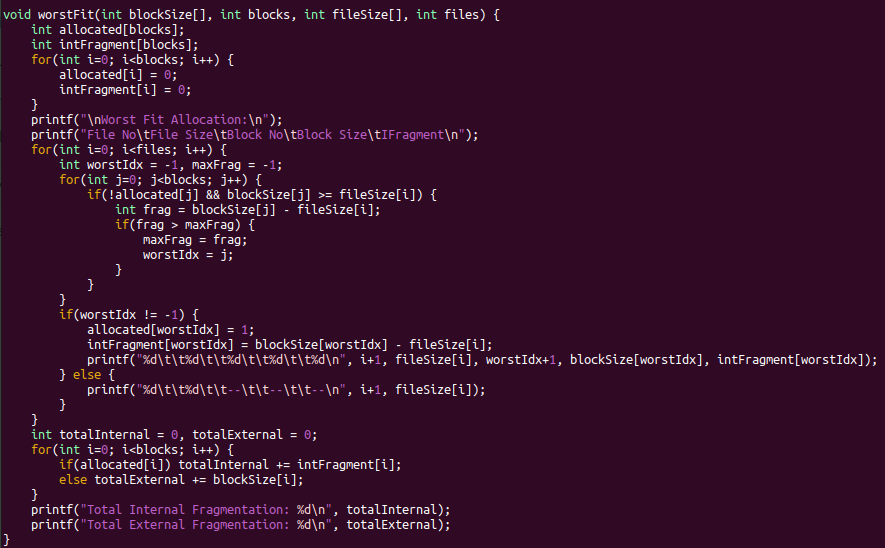 void worstFit(int blockSize[], int blocks, int fileSize[], int files) {
    int allocated[blocks];
    int intFragment[blocks];
    for(int i=0; i<blocks; i++) {
        allocated[i] = 0;
        intFragment[i] = 0;
    }
    printf("\nWorst Fit Allocation:\n");
    printf("File No\tFile Size\tBlock No\tBlock Size\tIFragment\n");
    for(int i=0; i<files; i++) {
        int worstIdx = -1, maxFrag = -1;
        for(int j=0; j<blocks; j++) {
            if(!allocated[j] && blockSize[j] >= fileSize[i]) {
                int frag = blockSize[j] - fileSize[i];
                if(frag > maxFrag) {
                    maxFrag = frag;
                    worstIdx = j;
                }
            }
        }
        if(worstIdx != -1) {
            allocated[worstIdx] = 1;
            intFragment[worstIdx] = blockSize[worstIdx] - fileSize[i];
            printf("%d\t\t%d\t\t%d\t\t%d\t\t%d\n", i+1, fileSize[i], worstIdx+1, blockSize[worstIdx], intFragment[worstIdx]);
        } else {
            printf("%d\t\t%d\t\t--\t\t--\t\t--\n", i+1, fileSize[i]);
        }
    }
    int totalInternal = 0, totalExternal = 0;
    for(int i=0; i<blocks; i++) {
        if(allocated[i]) totalInternal += intFragment[i];
        else totalExternal += blockSize[i];
    }
    printf("Total Internal Fragmentation: %d\n", totalInternal);
    printf("Total External Fragmentation: %d\n", totalExternal);
}